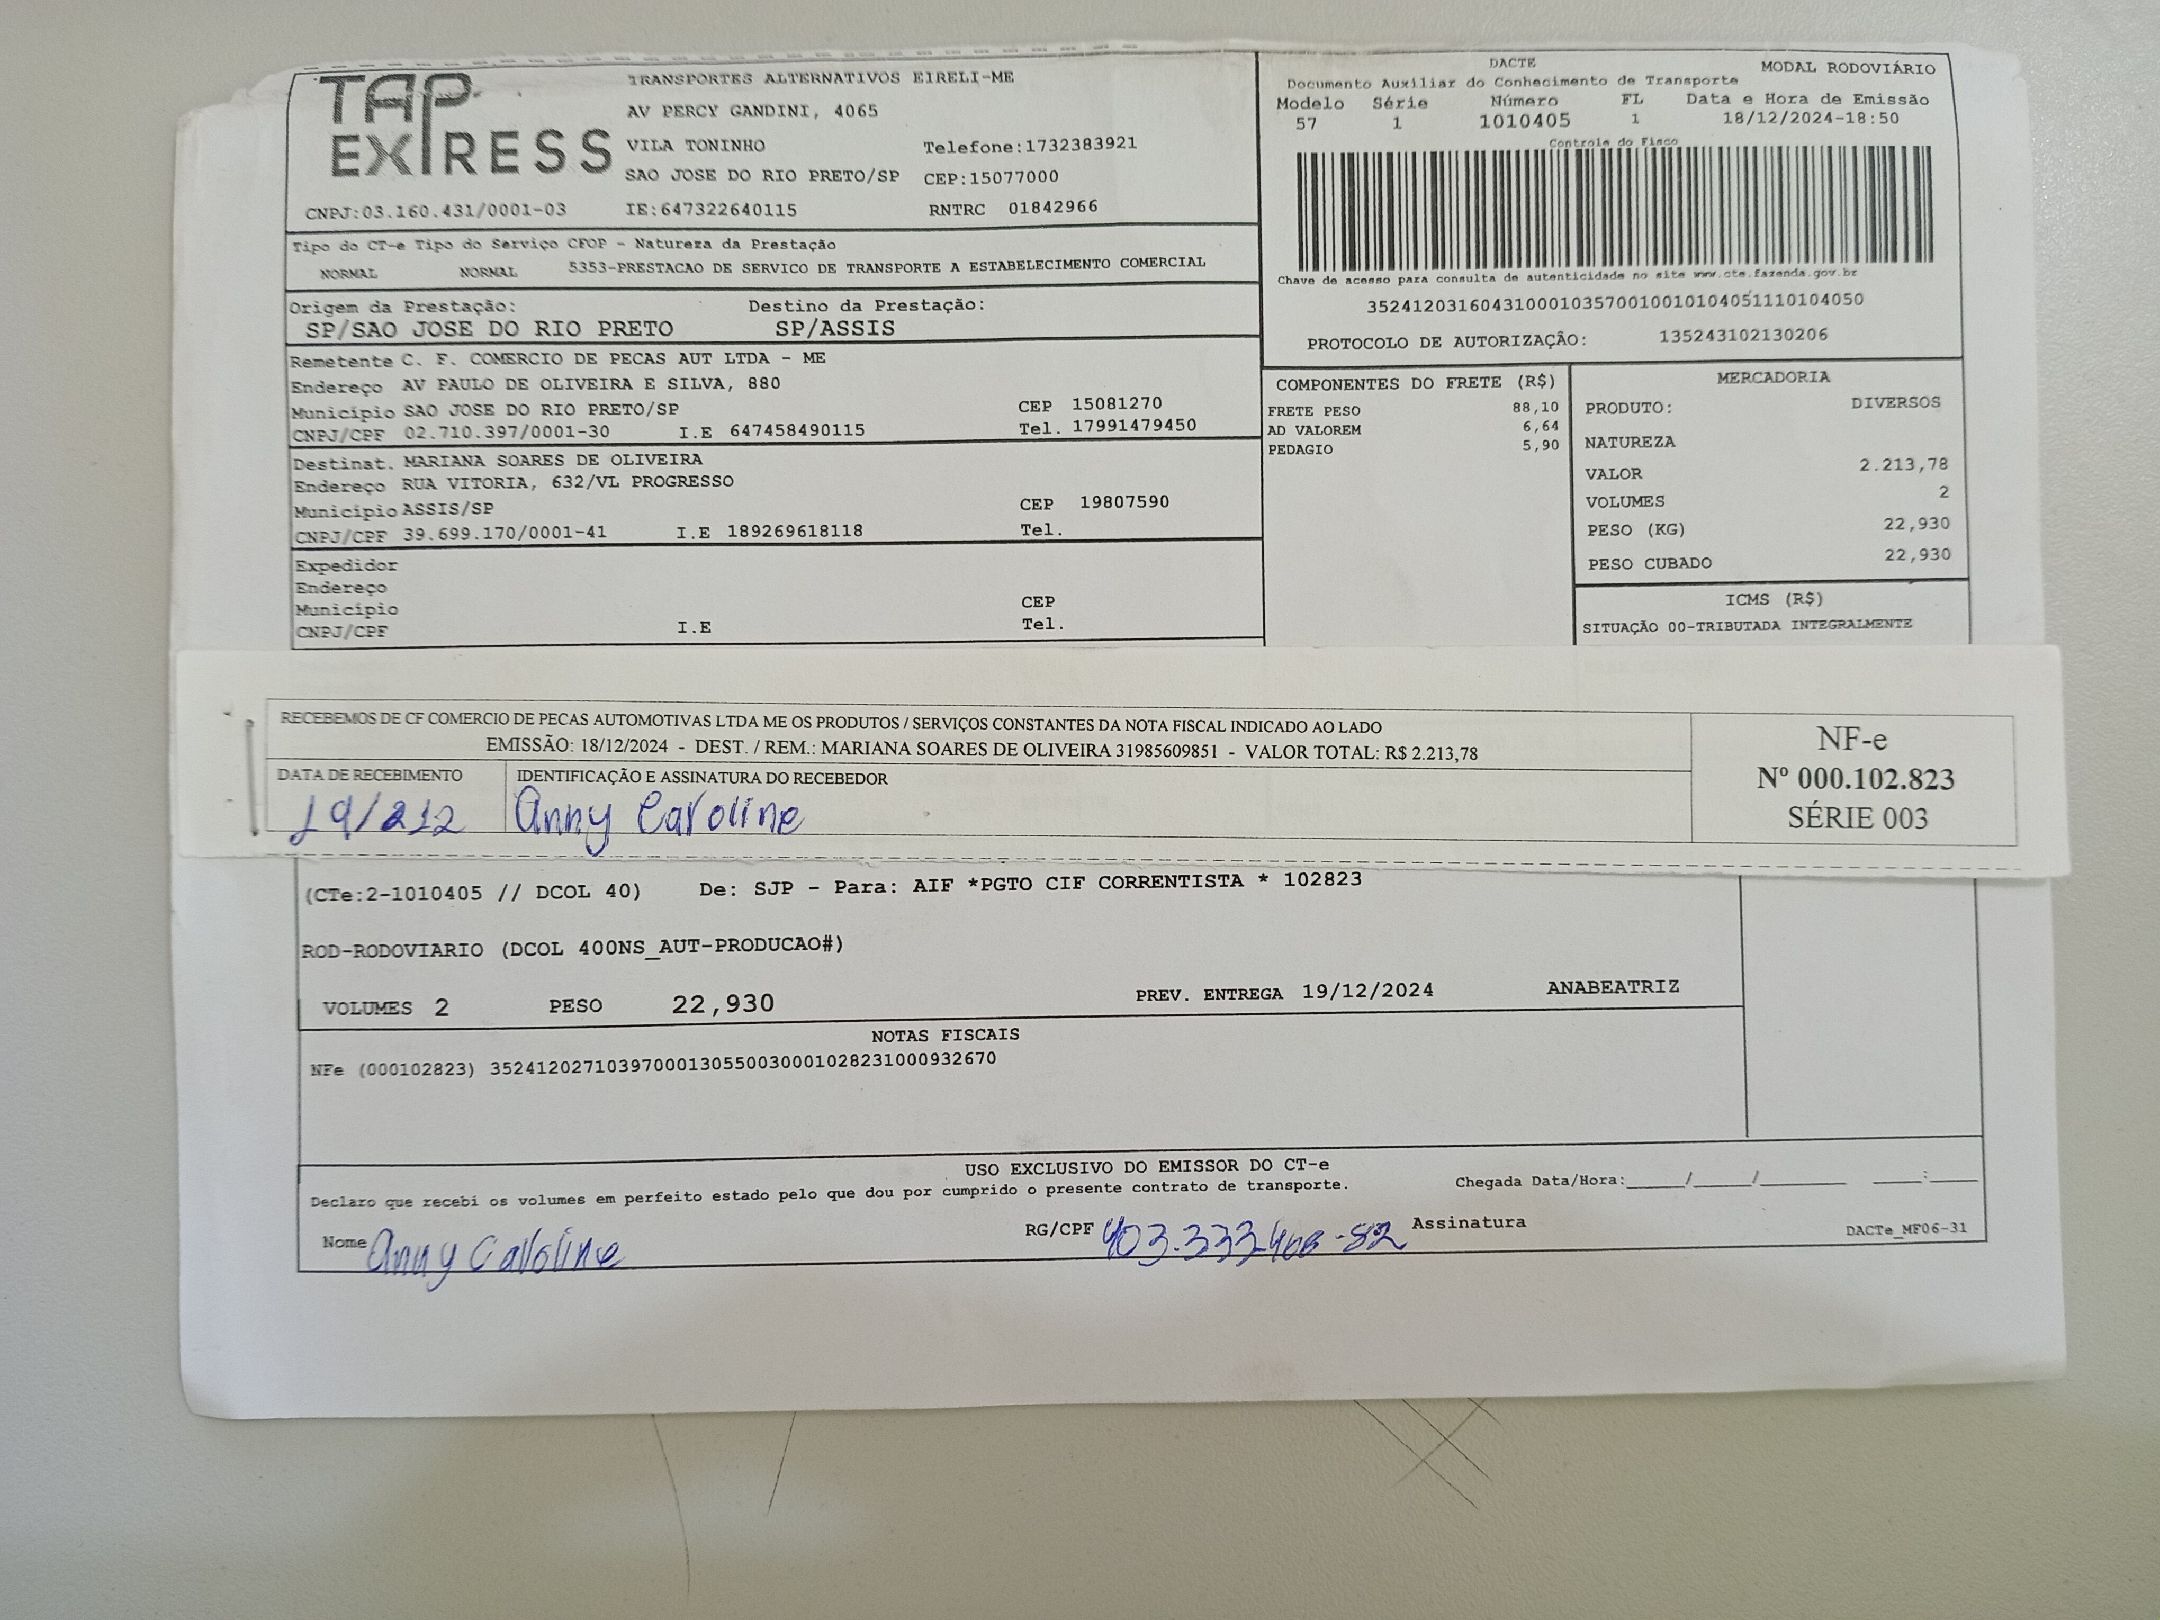 TAP EXPRESS
TRANSPORTES ALTERNATIVOS EIRELI-ME
AV PERCY GANDINI, 4065
VILA TONINHO Telefone:1732383921
SAO JOSE DO RIO PRETO/SP CEP:15077000
CNPJ:03.160.431/0001-03 IE:647322640115 RNTRC 01842966
DACTE MODAL RODOVIÁRIO
Documento Auxiliar do Conhecimento de Transporte
Modelo Série Número FL Data e Hora de Emissão
57 1 1010405 1 18/12/2024-18:50
Controle do Fisco
Chave de acesso para consulta de autenticidade no site www.cte.fazenda.gov.br
35241203160431000103570010010104051110104050
PROTOCOLO DE AUTORIZAÇÃO: 135243102130206
Tipo do CT-e Tipo do Serviço CFOP - Natureza da Prestação
NORMAL NORMAL 5353-PRESTACAO DE SERVICO DE TRANSPORTE A ESTABELECIMENTO COMERCIAL
Origem da Prestação: Destino da Prestação:
SP/SAO JOSE DO RIO PRETO SP/ASSIS
Remetente C. F. COMERCIO DE PECAS AUT LTDA - ME
Endereço AV PAULO DE OLIVEIRA E SILVA, 880
Município SAO JOSE DO RIO PRETO/SP CEP 15081270
CNPJ/CPF 02.710.397/0001-30 I.E 647458490115 Tel. 17991479450
Destinat. MARIANA SOARES DE OLIVEIRA
Endereço RUA VITORIA, 632/VL PROGRESSO
Município ASSIS/SP CEP 19807590
CNPJ/CPF 39.699.170/0001-41 I.E 189269618118 Tel.
Expedidor
Endereço
Município CEP
CNPJ/CPF I.E Tel.
COMPONENTES DO FRETE (R$)
FRETE PESO 88,10
AD VALOREM 6,64
PEDAGIO 5,90
MERCADORIA
PRODUTO: DIVERSOS
NATUREZA
VALOR 2.213,78
VOLUMES 2
PESO (KG) 22,930
PESO CUBADO 22,930
ICMS (R$)
SITUAÇÃO 00-TRIBUTADA INTEGRALMENTE
RECEBEMOS DE CF COMERCIO DE PECAS AUTOMOTIVAS LTDA ME OS PRODUTOS / SERVIÇOS CONSTANTES DA NOTA FISCAL INDICADO AO LADO
EMISSÃO: 18/12/2024 - DEST. / REM.: MARIANA SOARES DE OLIVEIRA 31985609851 - VALOR TOTAL: R$ 2.213,78
DATA DE RECEBIMENTO IDENTIFICAÇÃO E ASSINATURA DO RECEBEDOR
19/212 Anny Caroline
NF-e
Nº 000.102.823
SÉRIE 003
(CTe:2-1010405 // DCOL 40) De: SJP - Para: AIF *PGTO CIF CORRENTISTA * 102823
ROD-RODOVIARIO (DCOL 400NS_AUT-PRODUCAO#)
VOLUMES 2 PESO 22,930 PREV. ENTREGA 19/12/2024 ANABEATRIZ
NOTAS FISCAIS
NFe (000102823) 35241202710397000130550030001028231000932670
USO EXCLUSIVO DO EMISSOR DO CT-e
Declaro que recebi os volumes em perfeito estado pelo que dou por cumprido o presente contrato de transporte. Chegada Data/Hora:_____/_____/________ ____:____
Nome Anny Caroline RG/CPF 403.333 468-82 Assinatura DACTe_MF06-31